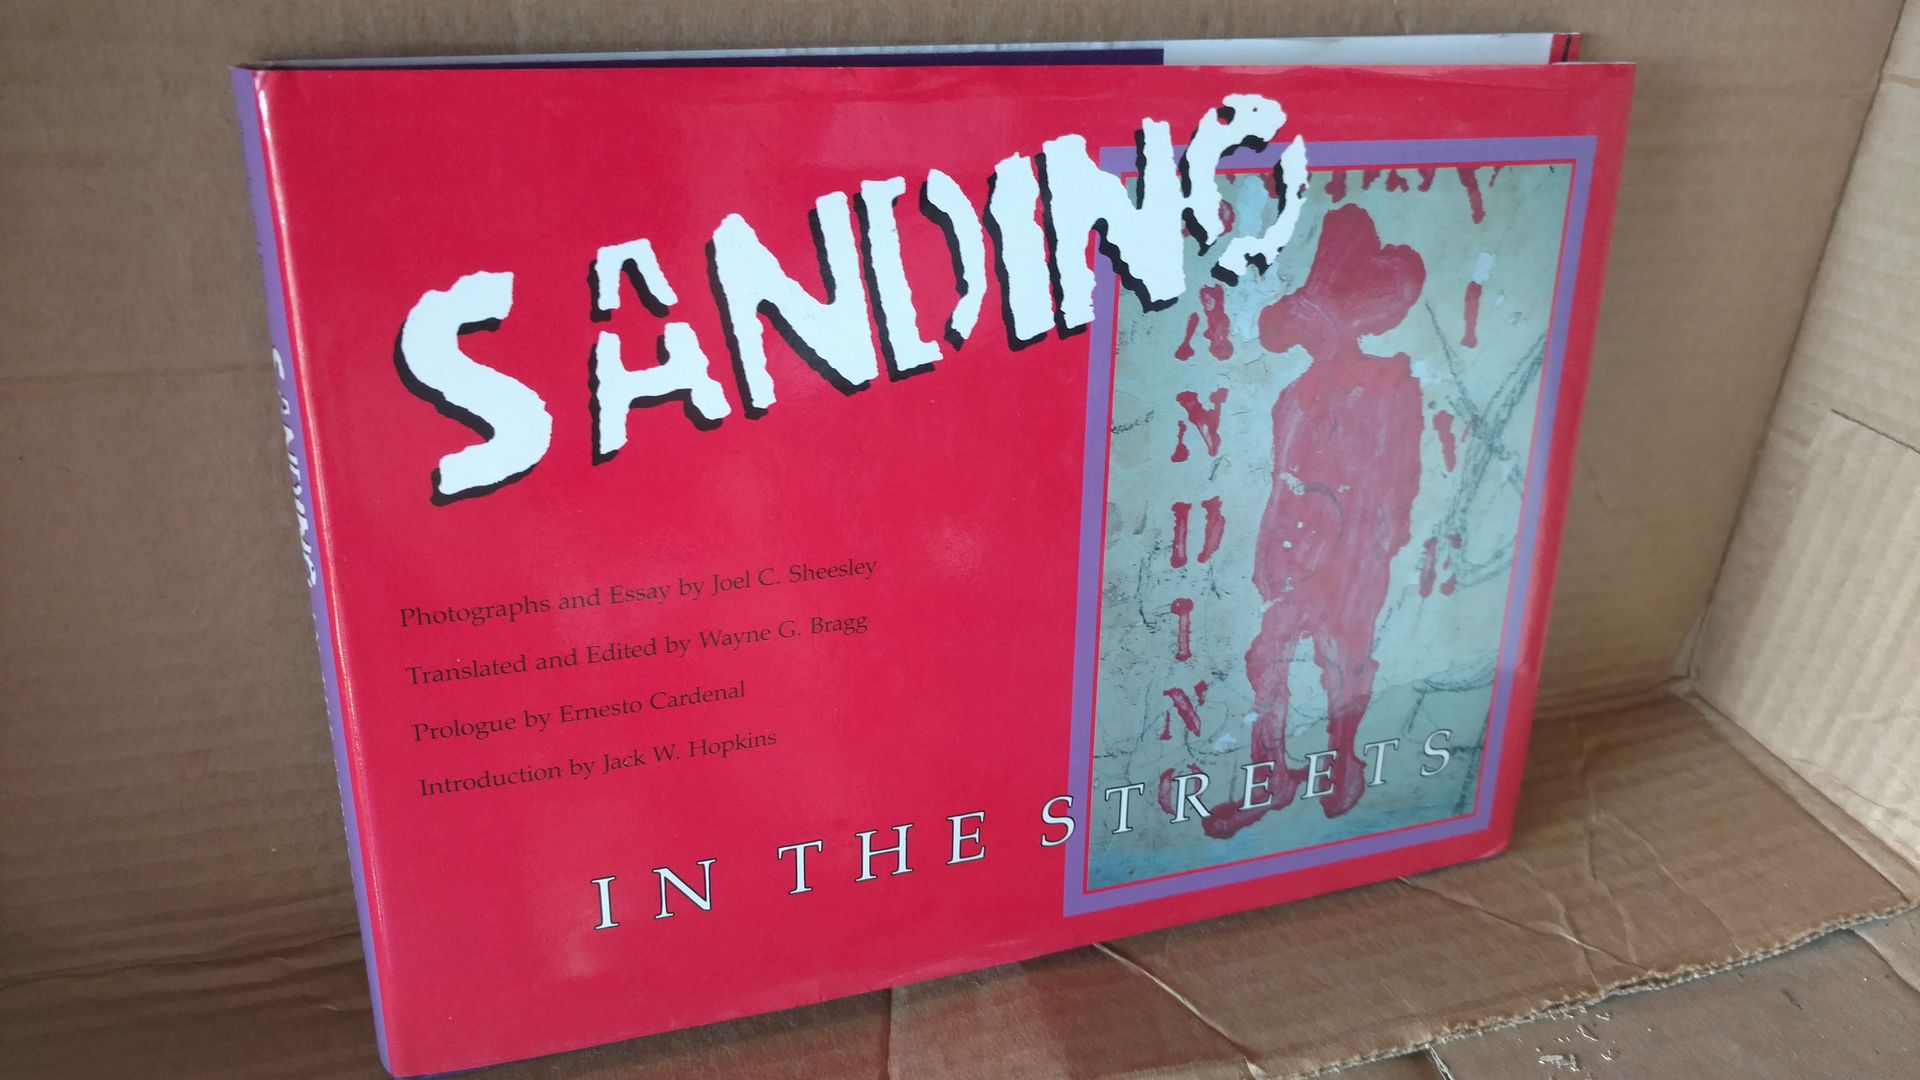 SANDINO
Photographs and Essay by Joel C. Sheesley
Translated and Edited by Wayne G. Bragg
Prologue by Ernesto Cardenal
Introduction by Jack W. Hopkins
IN THE STREETS
SANDINO